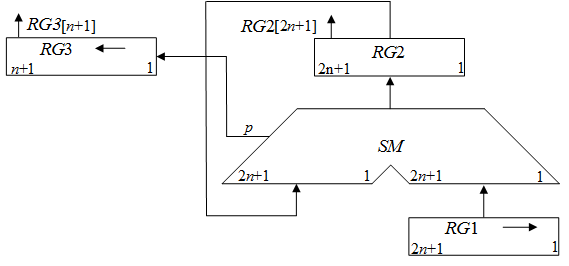 RG3[n+1]
RG2[2n+1]
RG3
n+1 1
RG2
2n+1 1
p
SM
2n+1 1 2n+1 1
RG1
2n+1 1